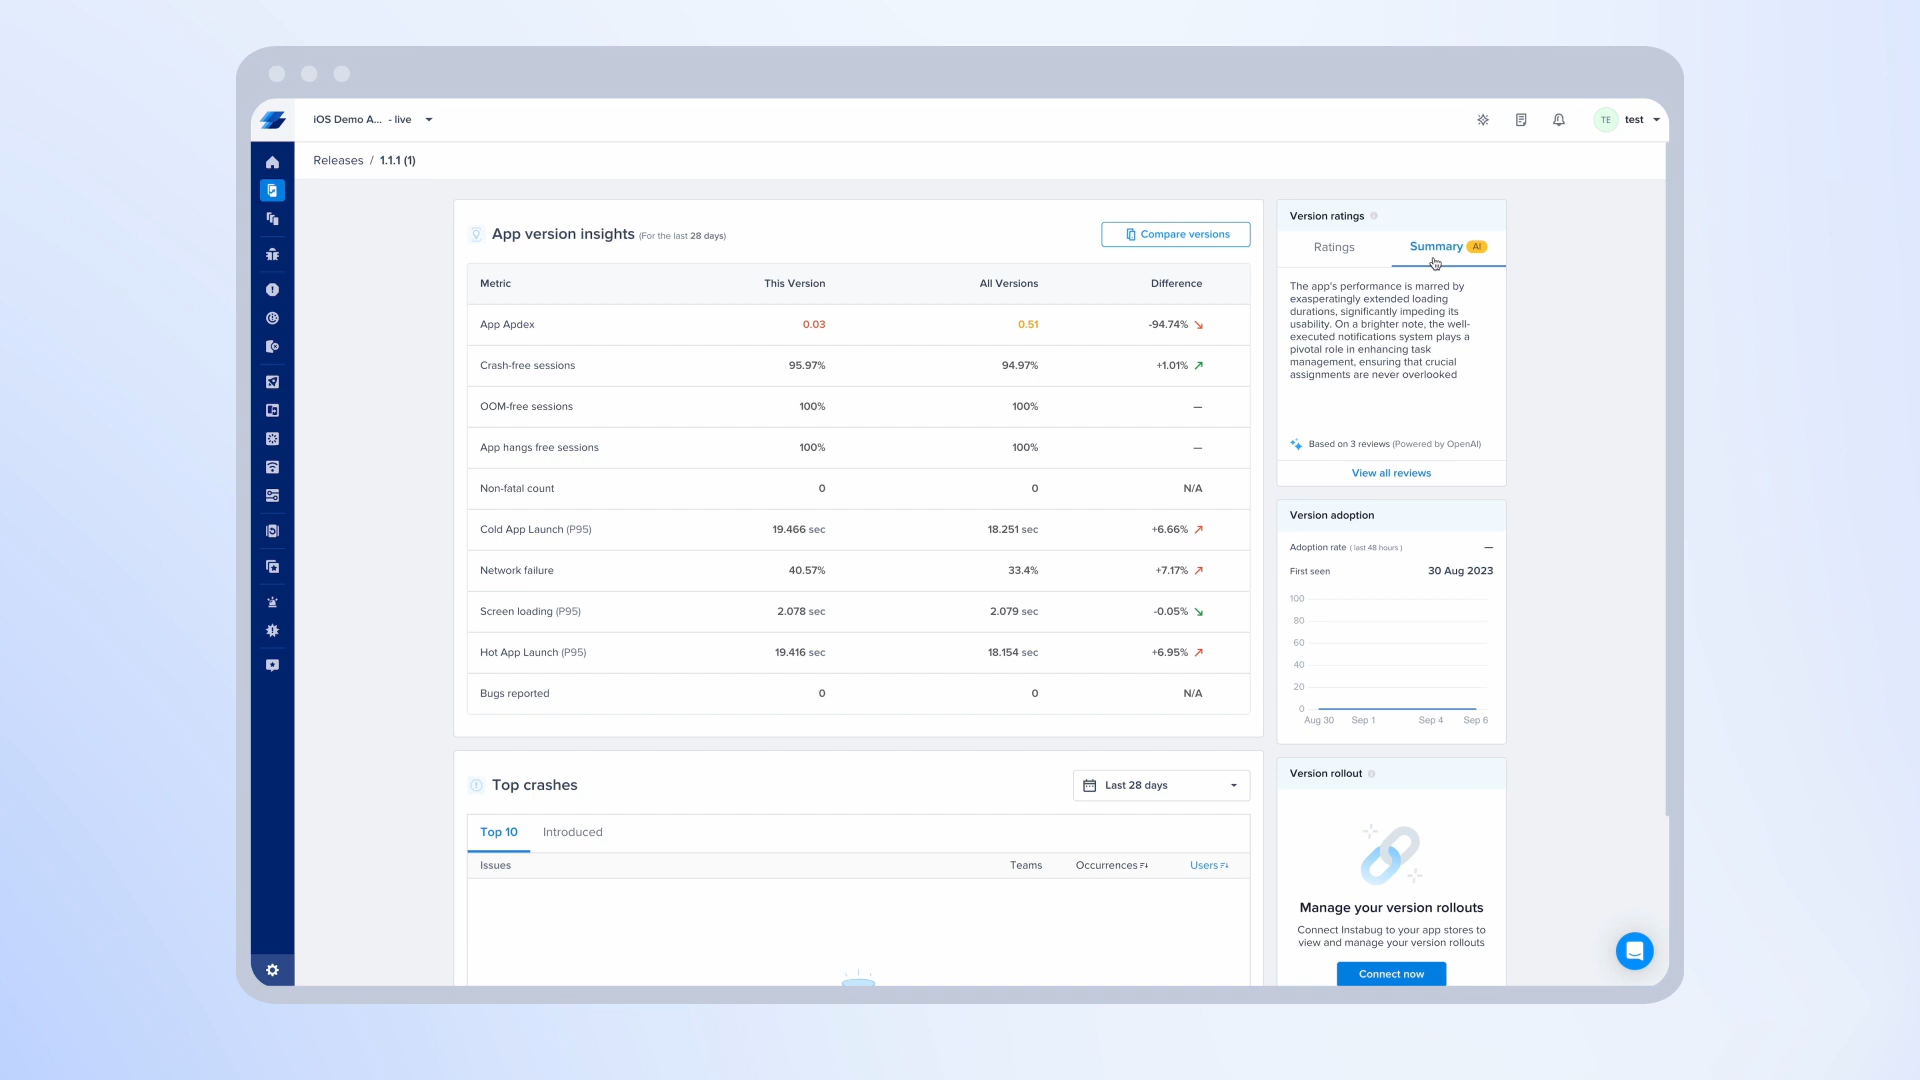 iOS Demo A... - live
TE test
Releases / 1.1.1 (1)
App version insights (For the last 28 days)
Compare versions
Metric This Version All Versions Difference
App Apdex 0.03 0.51 -94.74%
Crash-free sessions 95.97% 94.97% +1.01%
OOM-free sessions 100% 100% —
App hangs free sessions 100% 100% —
Non-fatal count 0 0 N/A
Cold App Launch (P95) 19.466 sec 18.251 sec +6.66%
Network failure 40.57% 33.4% +7.17%
Screen loading (P95) 2.078 sec 2.079 sec -0.05%
Hot App Launch (P95) 19.416 sec 18.154 sec +6.95%
Bugs reported 0 0 N/A
Top crashes
Last 28 days
Top 10 Introduced
Issues Teams Occurrences Users
Version ratings
Ratings Summary AI
The app's performance is marred by
exasperatingly extended loading
durations, significantly impeding its
usability. On a brighter note, the well-
executed notifications system plays a
pivotal role in enhancing task
management, ensuring that crucial
assignments are never overlooked
Based on 3 reviews (Powered by OpenAI)
View all reviews
Version adoption
Adoption rate ( last 48 hours ) —
First seen 30 Aug 2023
100
80
60
40
20
0
Aug 30 Sep 1 Sep 4 Sep 6
Version rollout
Manage your version rollouts
Connect Instabug to your app stores to
view and manage your version rollouts
Connect now